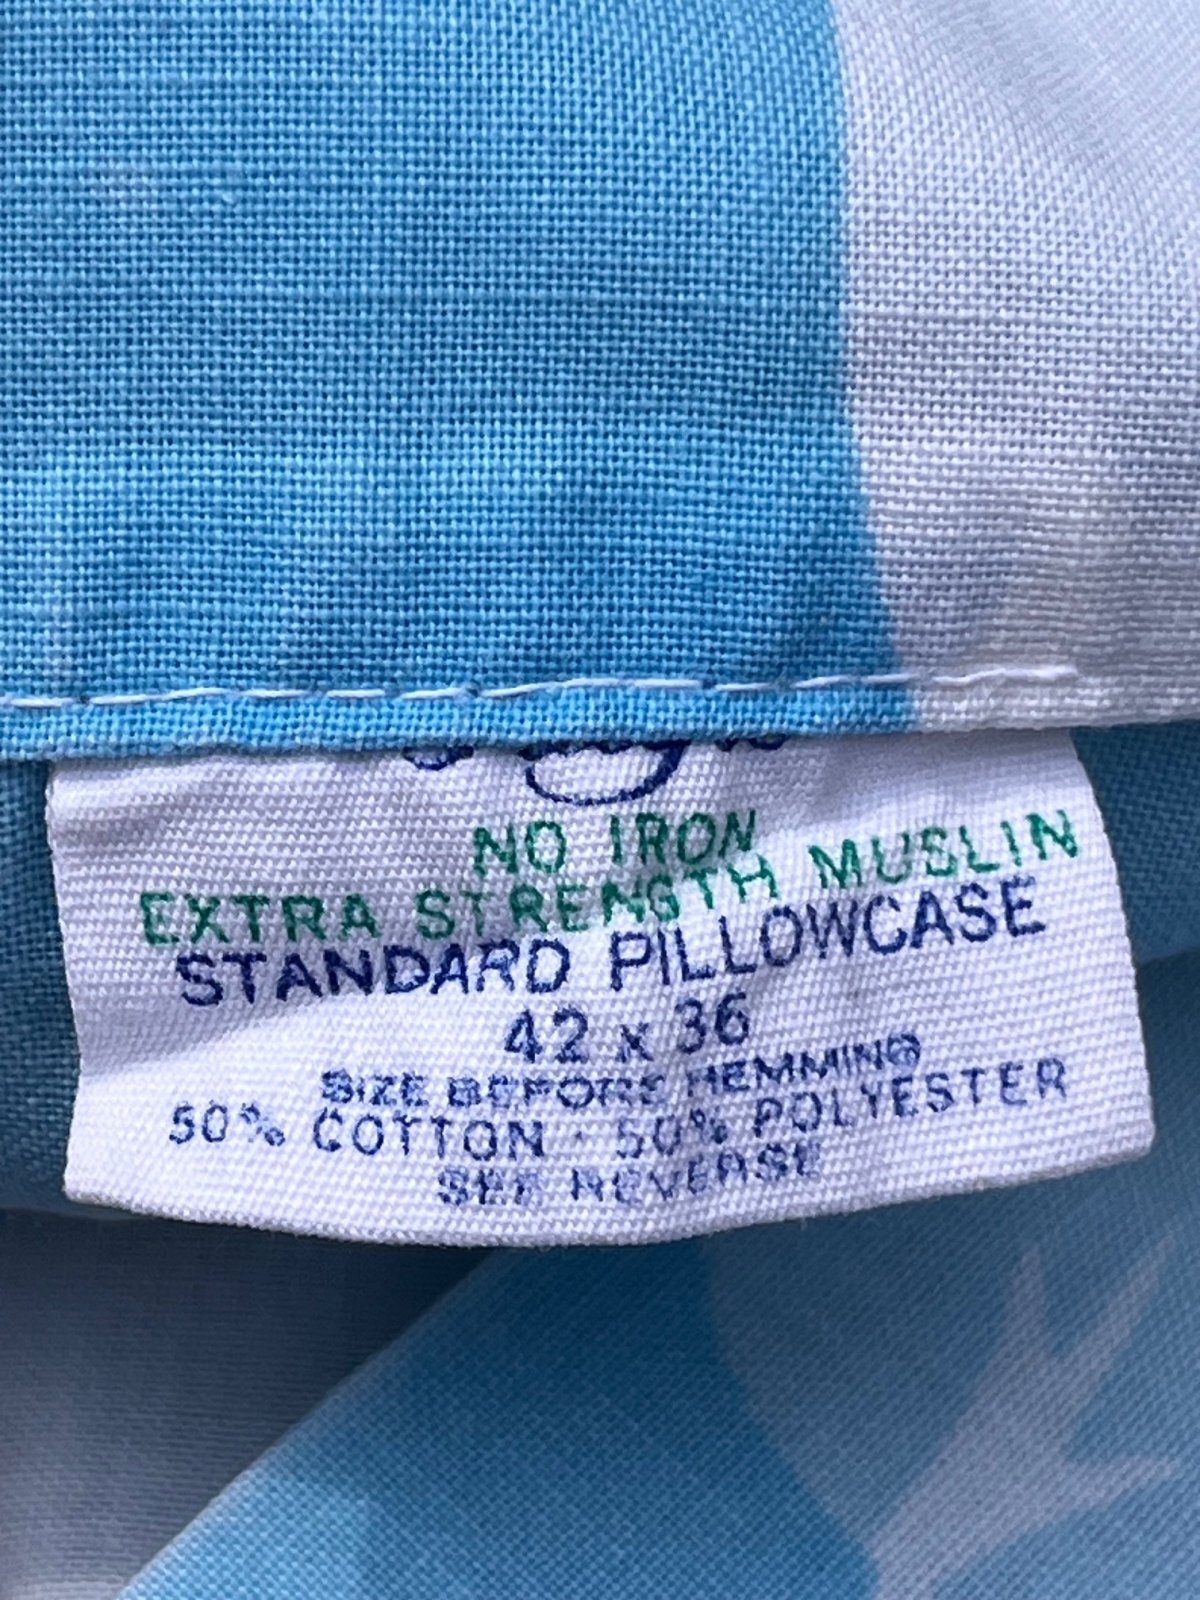 NO IRON
EXTRA STRENGTH MUSLIN
STANDARD PILLOWCASE
42 x 36
SIZE BEFORE HEMMING
50% COTTON · 50% POLYESTER
SEE REVERSE